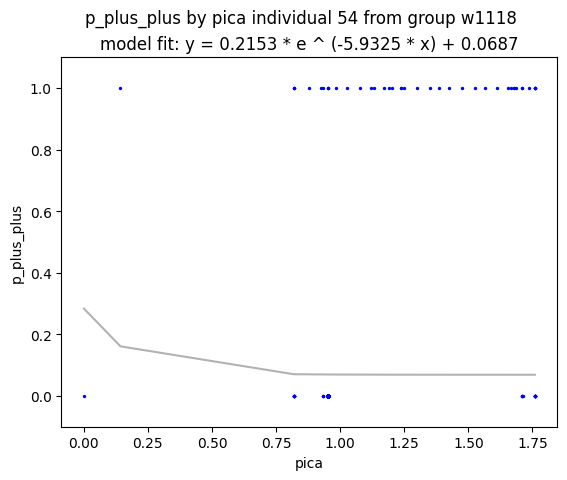 p_plus_plus by pica individual 54 from group w1118
model fit: y = 0.2153 * e ^ (-5.9325 * x) + 0.0687
1.0
0.8
0.6
0.4
0.2
0.0
p_plus_plus
0.00 0.25 0.50 0.75 1.00 1.25 1.50 1.75
pica